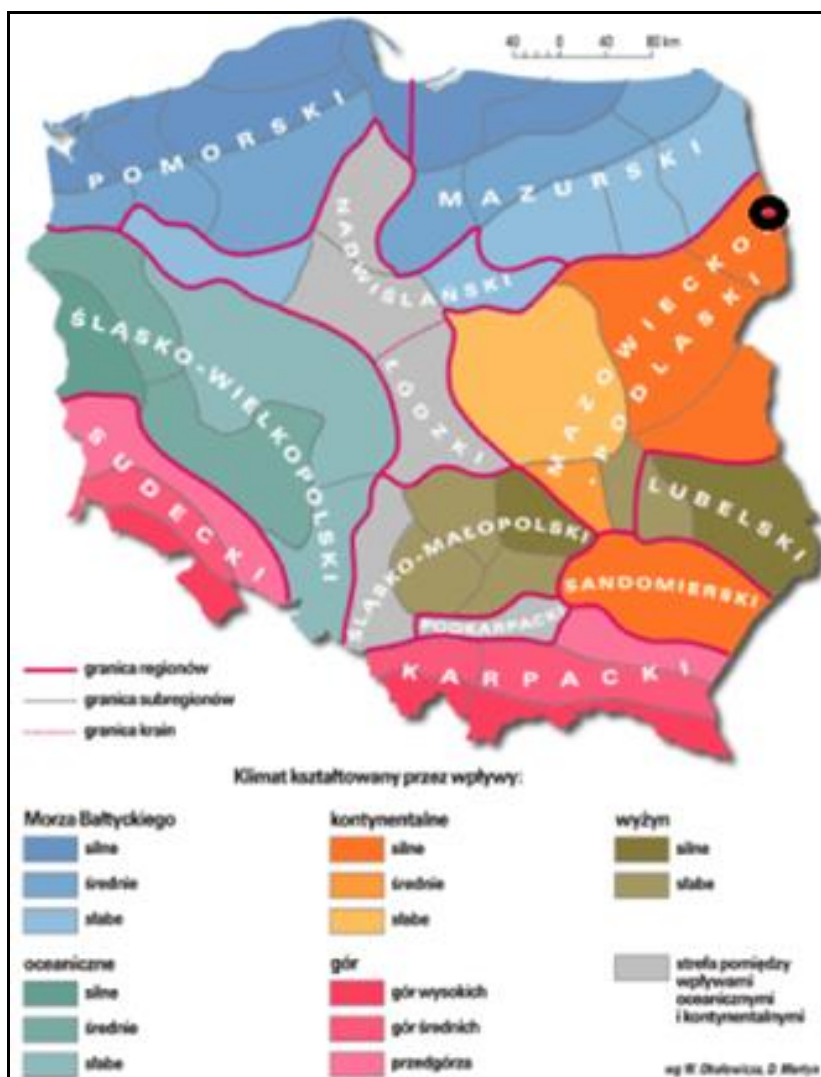 40 0 40 80 km
POMORSKI
MAZURSKI
NADWIŚLAŃSKI
MAZOWIECKO
-PODLASKI
ŚLĄSKO-WIELKOPOLSKI
ŁÓDZKI
SUDECKI
LUBELSKI
ŚLĄSKO-MAŁOPOLSKI
SANDOMIERSKI
PODKARPACKI
KARPACKI
granica regionów
granica subregionów
granica krain
Klimat kształtowany przez wpływy:
Morza Bałtyckiego
silne
średnie
słabe
kontynentalne
silne
średnie
słabe
wyżyn
silne
słabe
oceaniczne
silne
średnie
słabe
gór
gór wysokich
gór średnich
przedgórza
strefa pomiędzy
wpływami
oceanicznymi
i kontynentalnymi
wg W. Okołowicza, D. Martyn